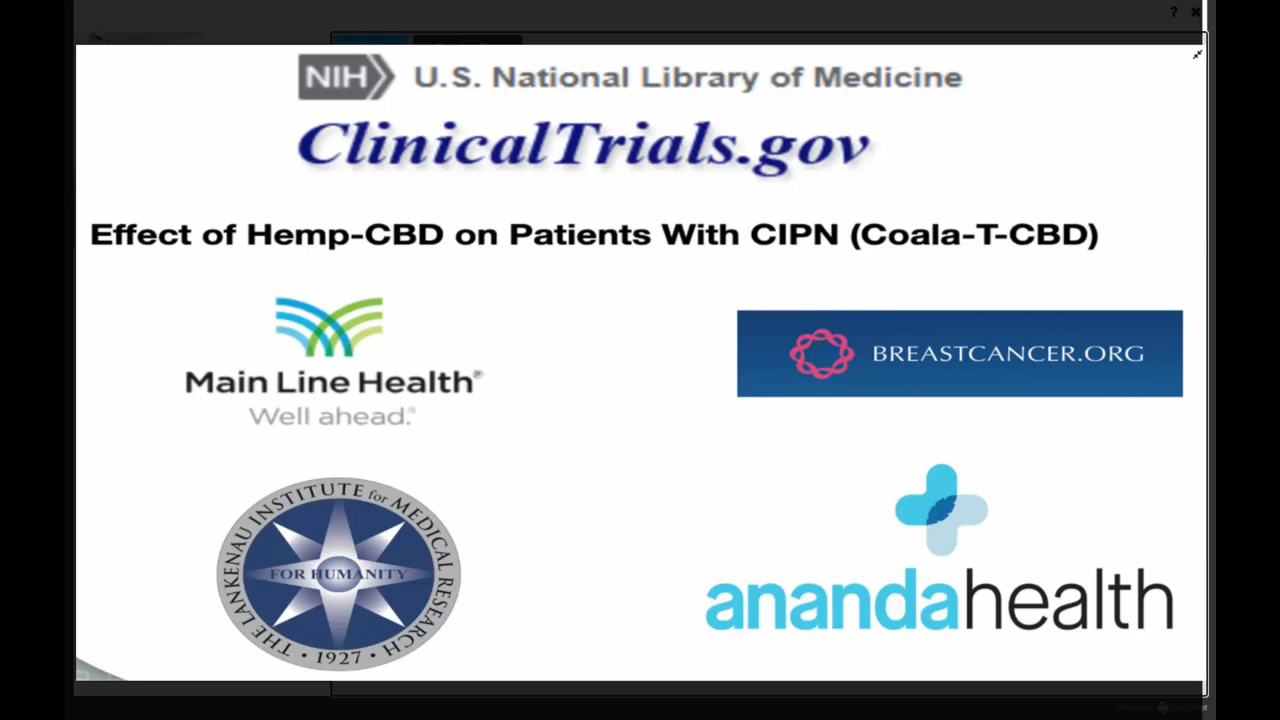 ?
NIH U.S. National Library of Medicine
ClinicalTrials.gov
Effect of Hemp-CBD on Patients With CIPN (Coala-T-CBD)
Main Line Health®
Well ahead.®
BREASTCANCER.ORG
THE LANKENAU INSTITUTE for MEDICAL RESEARCH
FOR HUMANITY
• 1927 •
anandahealth